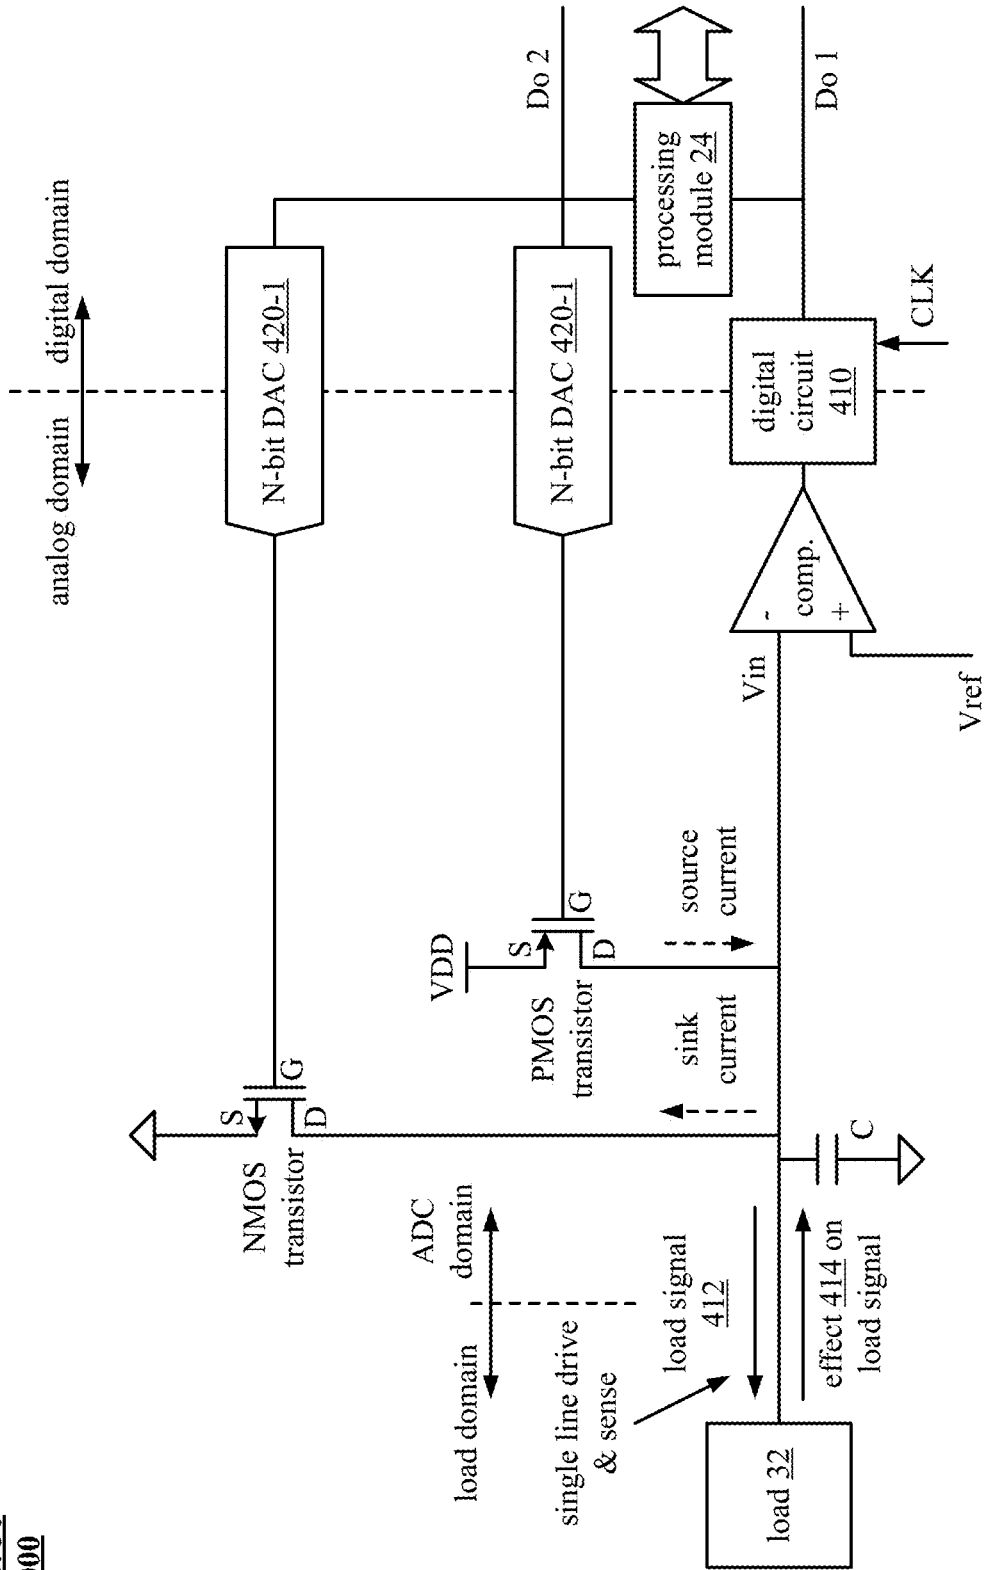 analog domain
digital domain
N-bit DAC 420-1
N-bit DAC 420-1
Do 2
processing
module 24
Do 1
digital
circuit
410
CLK
comp.
-
+
Vin
Vref
NMOS
transistor
S
G
D
VDD
PMOS
transistor
S
G
D
source
current
sink
current
C
ADC
domain
load domain
single line drive
& sense
load signal
412
effect 414 on
load signal
load 32